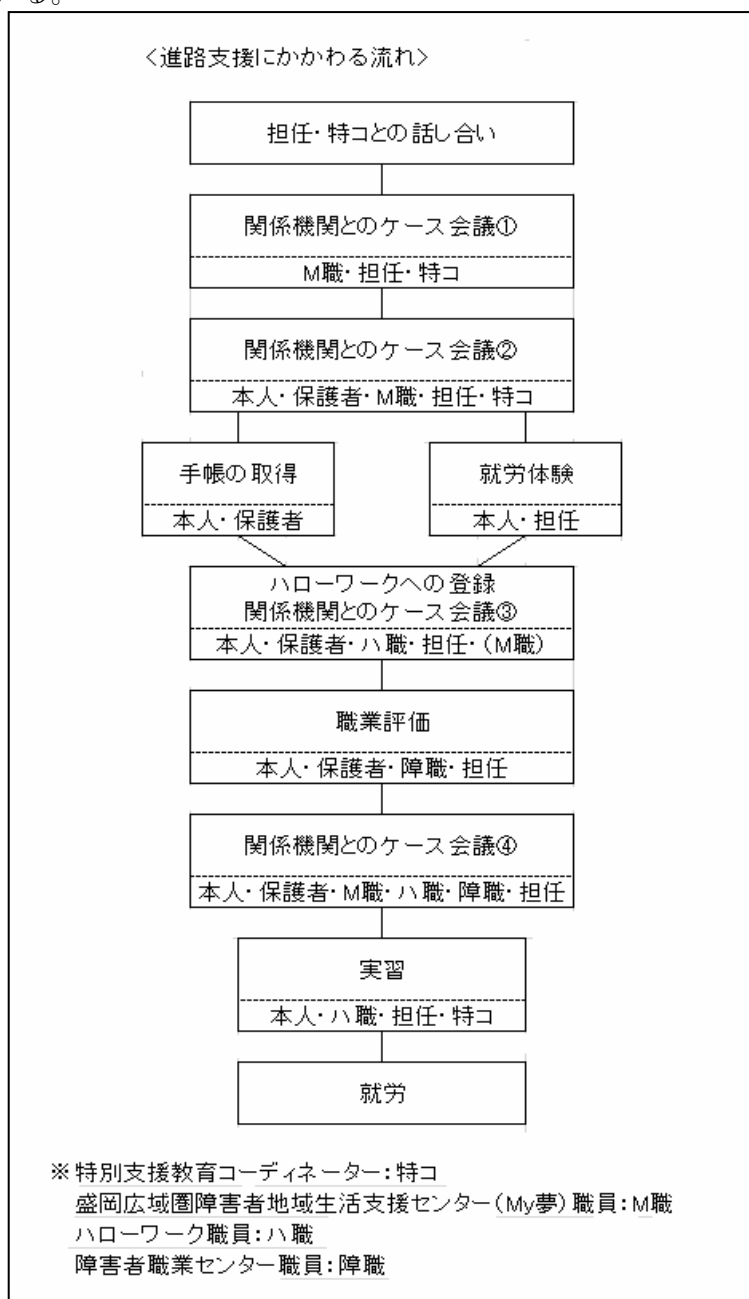 る。
<進路支援にかかわる流れ>
担任・特コとの話し合い
関係機関とのケース会議①
M職・担任・特コ
関係機関とのケース会議②
本人・保護者・M職・担任・特コ
手帳の取得
本人・保護者
就労体験
本人・担任
ハローワークへの登録
関係機関とのケース会議③
本人・保護者・ハ職・担任・(M職)
職業評価
本人・保護者・障職・担任
関係機関とのケース会議④
本人・保護者・M職・ハ職・障職・担任
実習
本人・ハ職・担任・特コ
就労
※特別支援教育コーディネーター:特コ
盛岡広域圏障害者地域生活支援センター(My夢)職員:M職
ハローワーク職員:ハ職
障害者職業センター職員:障職